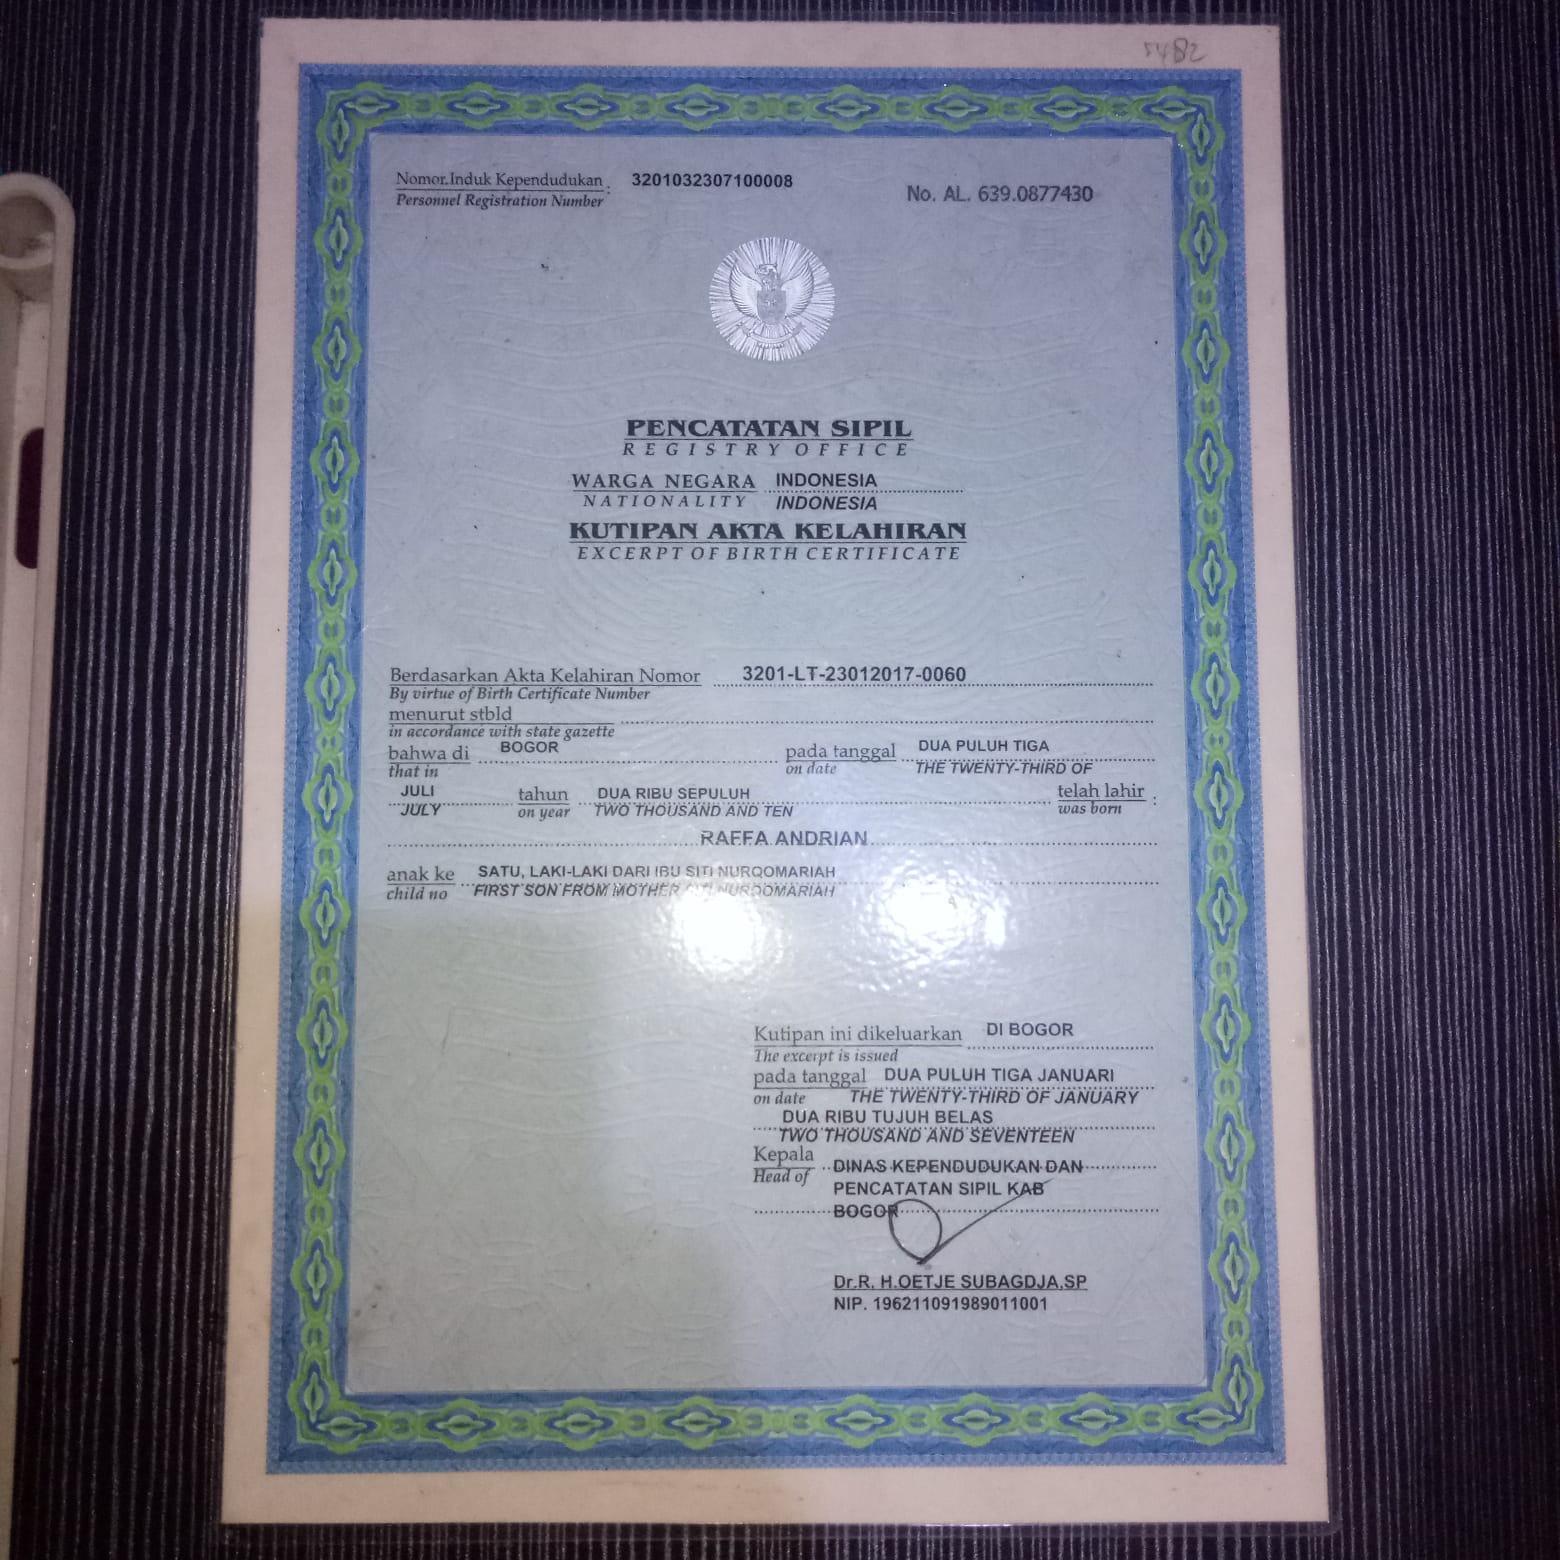 5482
Nomor Induk Kependudukan : 3201032307100008
Personnel Registration Number
No. AL. 639.0877430
PENCATATAN SIPIL
REGISTRY OFFICE
WARGA NEGARA INDONESIA
NATIONALITY INDONESIA
KUTIPAN AKTA KELAHIRAN
EXCERPT OF BIRTH CERTIFICATE
Berdasarkan Akta Kelahiran Nomor 3201-LT-23012017-0060
By virtue of Birth Certificate Number
menurut stbld
in accordance with state gazette
bahwa di BOGOR pada tanggal DUA PULUH TIGA
that in on date THE TWENTY-THIRD OF
JULI tahun DUA RIBU SEPULUH telah lahir :
JULY on year TWO THOUSAND AND TEN was born
RAFFA ANDRIAN
anak ke SATU, LAKI-LAKI DARI IBU SITI NURQOMARIAH
child no FIRST SON FROM MOTHER SITI NURQOMARIAH
Kutipan ini dikeluarkan DI BOGOR
The excerpt is issued
pada tanggal DUA PULUH TIGA JANUARI
on date THE TWENTY-THIRD OF JANUARY
DUA RIBU TUJUH BELAS
TWO THOUSAND AND SEVENTEEN
Kepala DINAS KEPENDUDUKAN DAN
Head of
PENCATATAN SIPIL KAB
BOGOR
Dr.R. H.OETJE SUBAGDJA,SP
NIP. 196211091989011001